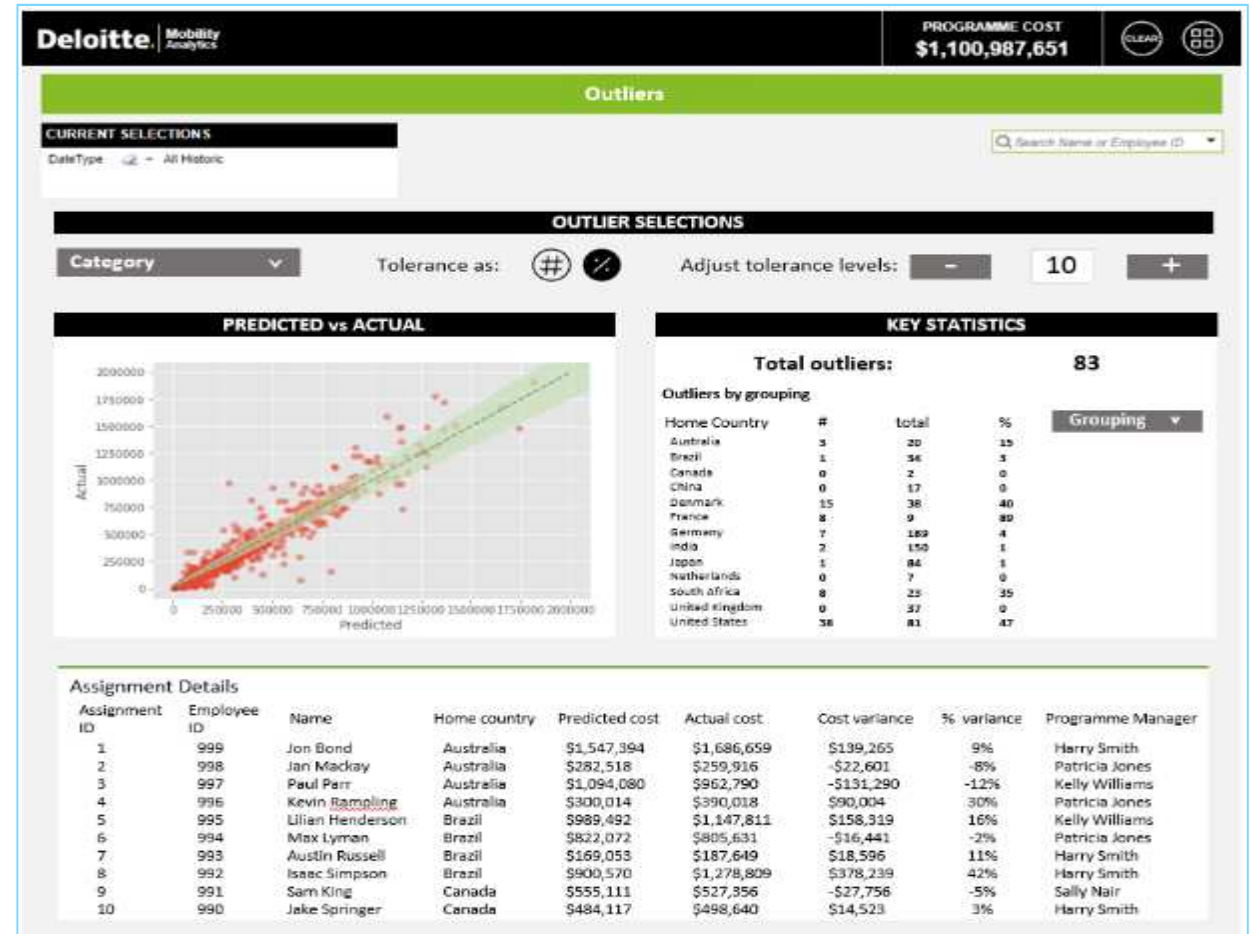 Deloitte. Mobility Analytics
PROGRAMME COST
$1,100,987,651
CLEAR
Outliers
CURRENT SELECTIONS
DateType - All Historic
Search Name or Employee ID
OUTLIER SELECTIONS
Category
Tolerance as: # %
Adjust tolerance levels: - 10 +
PREDICTED vs ACTUAL
2000000
1750000
1500000
1250000
1000000
750000
500000
250000
0
Actual
0 250000 500000 750000 1000000 1250000 1500000 1750000 2000000
Predicted
KEY STATISTICS
Total outliers: 83
Outliers by grouping
Grouping
Home Country # total %
Australia 3 20 15
Brazil 1 34 3
Canada 0 2 0
China 0 17 0
Denmark 15 38 40
France 8 9 89
Germany 7 189 4
India 2 150 1
Japan 1 84 1
Netherlands 0 7 0
South Africa 8 23 35
United Kingdom 0 37 0
United States 38 81 47
Assignment Details
Assignment ID Employee ID Name Home country Predicted cost Actual cost Cost variance % variance Programme Manager
1 999 Jon Bond Australia $1,547,394 $1,686,659 $139,265 9% Harry Smith
2 998 Jan Mackay Australia $282,518 $259,916 -$22,601 -8% Patricia Jones
3 997 Paul Parr Australia $1,094,080 $962,790 -$131,290 -12% Kelly Williams
4 996 Kevin Rampling Australia $300,014 $390,018 $90,004 30% Patricia Jones
5 995 Lilian Henderson Brazil $989,492 $1,147,811 $158,319 16% Kelly Williams
6 994 Max Lyman Brazil $822,072 $805,631 -$16,441 -2% Patricia Jones
7 993 Austin Russell Brazil $169,053 $187,649 $18,596 11% Harry Smith
8 992 Isaac Simpson Brazil $900,570 $1,278,809 $378,239 42% Harry Smith
9 991 Sam King Canada $555,111 $527,356 -$27,756 -5% Sally Nair
10 990 Jake Springer Canada $484,117 $498,640 $14,523 3% Harry Smith